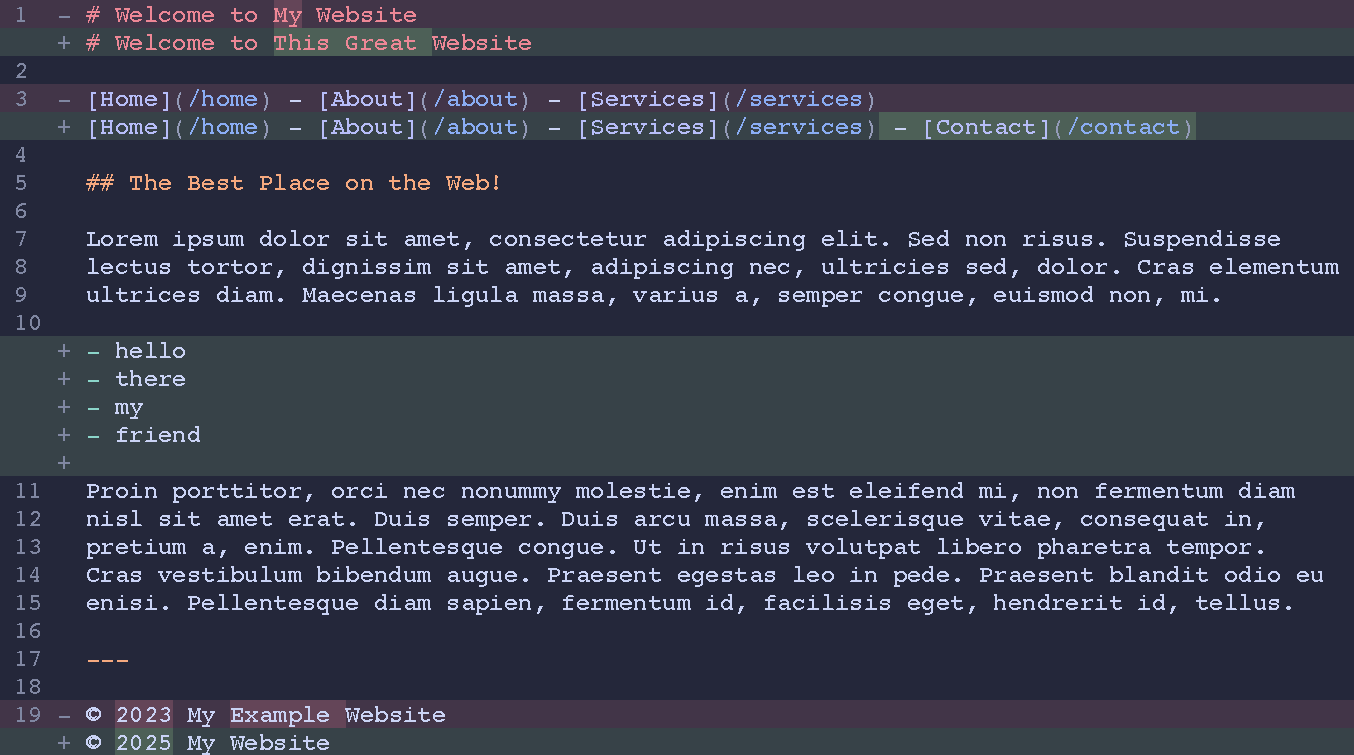 1 - # Welcome to My Website
+ # Welcome to This Great Website
2
3 - [Home](/home) - [About](/about) - [Services](/services)
+ [Home](/home) - [About](/about) - [Services](/services) - [Contact](/contact)
4
5 ## The Best Place on the Web!
6
7 Lorem ipsum dolor sit amet, consectetur adipiscing elit. Sed non risus. Suspendisse
8 lectus tortor, dignissim sit amet, adipiscing nec, ultricies sed, dolor. Cras elementum
9 ultrices diam. Maecenas ligula massa, varius a, semper congue, euismod non, mi.
10
+ - hello
+ - there
+ - my
+ - friend
+
11 Proin porttitor, orci nec nonummy molestie, enim est eleifend mi, non fermentum diam
12 nisl sit amet erat. Duis semper. Duis arcu massa, scelerisque vitae, consequat in,
13 pretium a, enim. Pellentesque congue. Ut in risus volutpat libero pharetra tempor.
14 Cras vestibulum bibendum augue. Praesent egestas leo in pede. Praesent blandit odio eu
15 enisi. Pellentesque diam sapien, fermentum id, facilisis eget, hendrerit id, tellus.
16
17 ---
18
19 - © 2023 My Example Website
+ © 2025 My Website